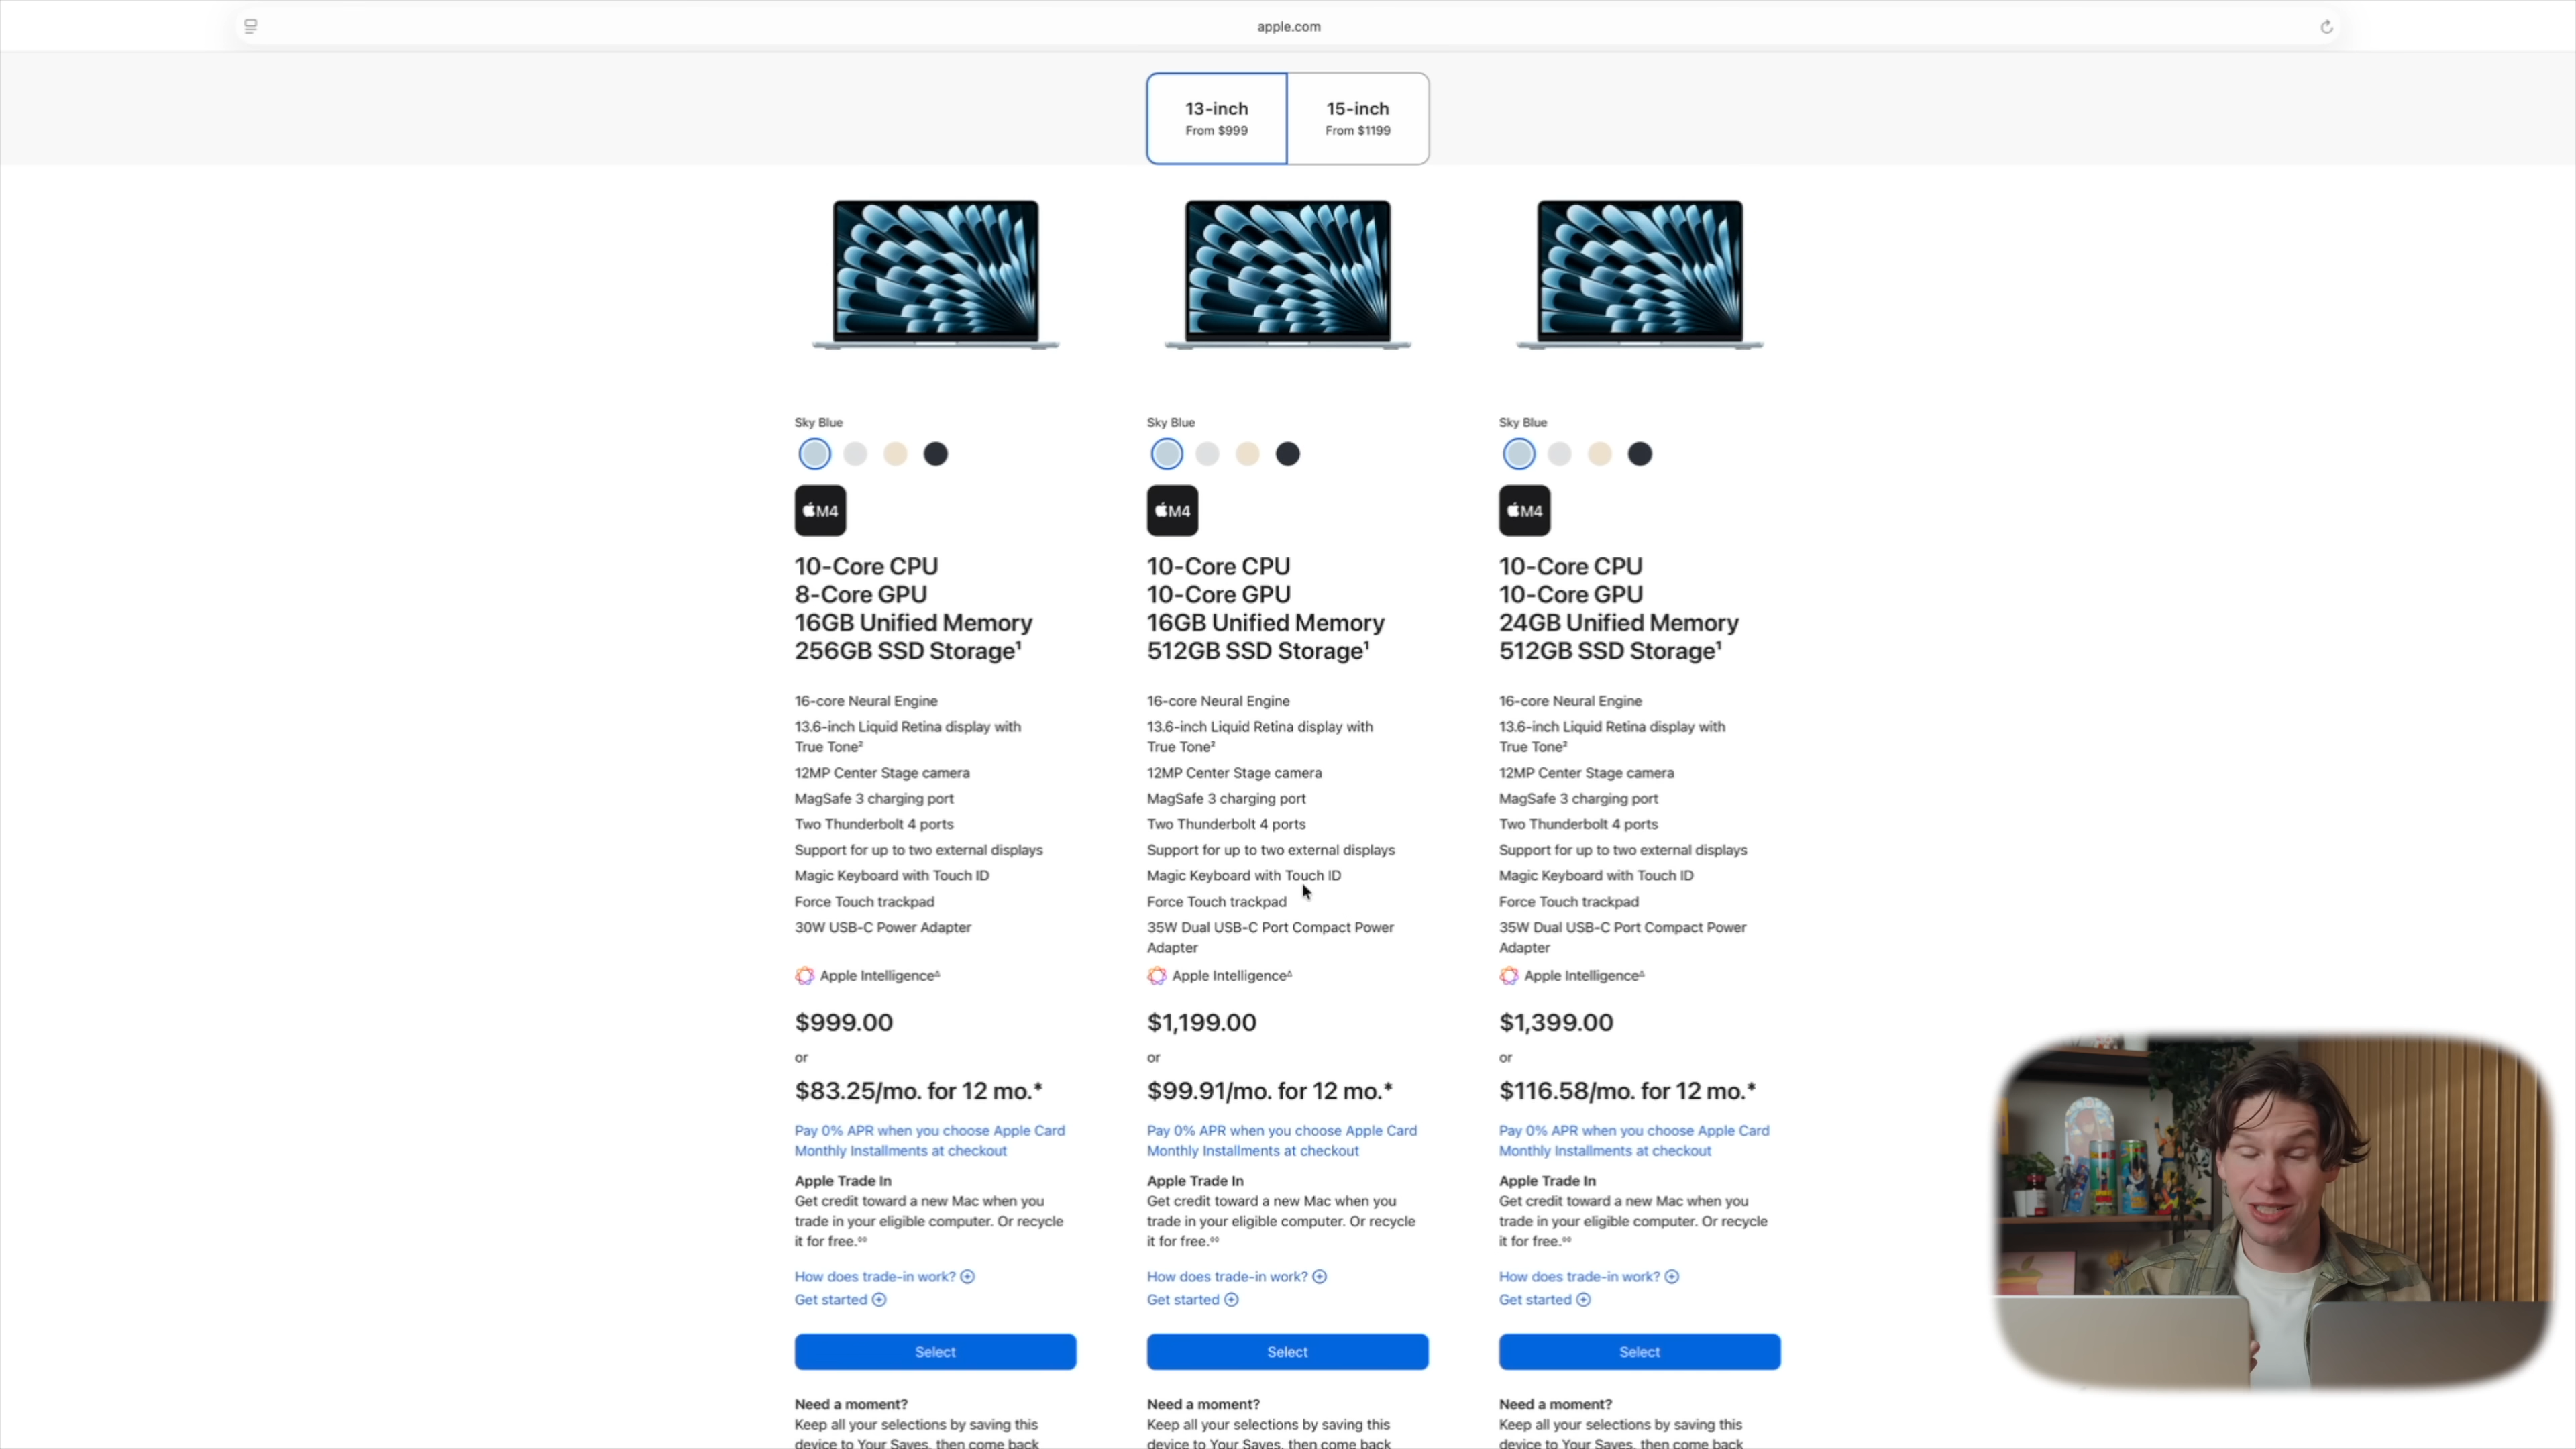 apple.com
13-inch
From $999
15-inch
From $1199
Sky Blue
M4
10-Core CPU
8-Core GPU
16GB Unified Memory
256GB SSD Storage¹
16-core Neural Engine
13.6-inch Liquid Retina display with
True Tone²
12MP Center Stage camera
MagSafe 3 charging port
Two Thunderbolt 4 ports
Support for up to two external displays
Magic Keyboard with Touch ID
Force Touch trackpad
30W USB-C Power Adapter
Apple Intelligence∆
$999.00
or
$83.25/mo. for 12 mo.*
Pay 0% APR when you choose Apple Card
Monthly Installments at checkout
Apple Trade In
Get credit toward a new Mac when you
trade in your eligible computer. Or recycle
it for free.◊◊
How does trade-in work?
Get started
Select
Need a moment?
Keep all your selections by saving this
device to Your Saves, then come back
Sky Blue
M4
10-Core CPU
10-Core GPU
16GB Unified Memory
512GB SSD Storage¹
16-core Neural Engine
13.6-inch Liquid Retina display with
True Tone²
12MP Center Stage camera
MagSafe 3 charging port
Two Thunderbolt 4 ports
Support for up to two external displays
Magic Keyboard with Touch ID
Force Touch trackpad
35W Dual USB-C Port Compact Power
Adapter
Apple Intelligence∆
$1,199.00
or
$99.91/mo. for 12 mo.*
Pay 0% APR when you choose Apple Card
Monthly Installments at checkout
Apple Trade In
Get credit toward a new Mac when you
trade in your eligible computer. Or recycle
it for free.◊◊
How does trade-in work?
Get started
Select
Need a moment?
Keep all your selections by saving this
device to Your Saves, then come back
Sky Blue
M4
10-Core CPU
10-Core GPU
24GB Unified Memory
512GB SSD Storage¹
16-core Neural Engine
13.6-inch Liquid Retina display with
True Tone²
12MP Center Stage camera
MagSafe 3 charging port
Two Thunderbolt 4 ports
Support for up to two external displays
Magic Keyboard with Touch ID
Force Touch trackpad
35W Dual USB-C Port Compact Power
Adapter
Apple Intelligence∆
$1,399.00
or
$116.58/mo. for 12 mo.*
Pay 0% APR when you choose Apple Card
Monthly Installments at checkout
Apple Trade In
Get credit toward a new Mac when you
trade in your eligible computer. Or recycle
it for free.◊◊
How does trade-in work?
Get started
Select
Need a moment?
Keep all your selections by saving this
device to Your Saves, then come back